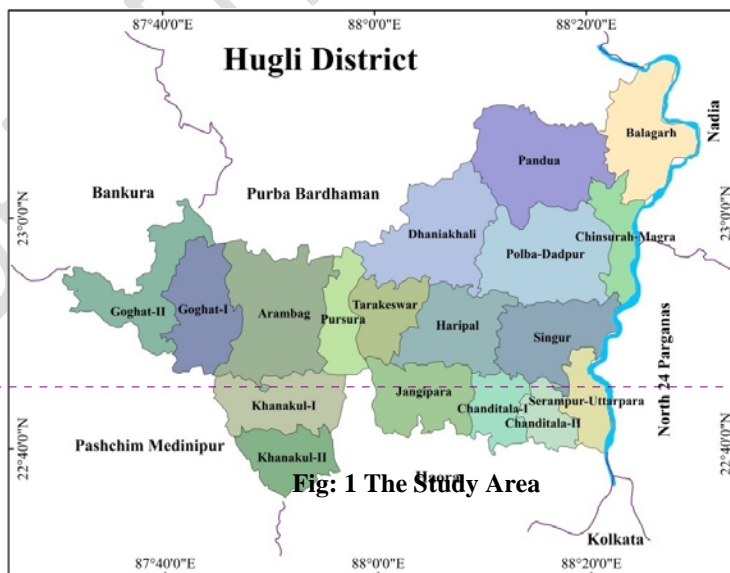 87°40'0"E 88°0'0"E 88°20'0"E
Hugli District
Balagarh
Nadia
Pandua
Bankura
Purba Bardhaman
23°0'0"N
23°0'0"N
Dhaniakhali
Chinsurah-Magra
Polba-Dadpur
Goghat-II
Goghat-I
Arambag
Pursura
Tarakeswar
Haripal
Singur
North 24 Parganas
Khanakul-I
Jangipara
Chanditala-I
Serampur-Uttarpara
Chanditala-II
Pashchim Medinipur
22°40'0"N
22°40'0"N
Khanakul-II
Haora
Fig: 1 The Study Area
Kolkata
87°40'0"E 88°0'0"E 88°20'0"E